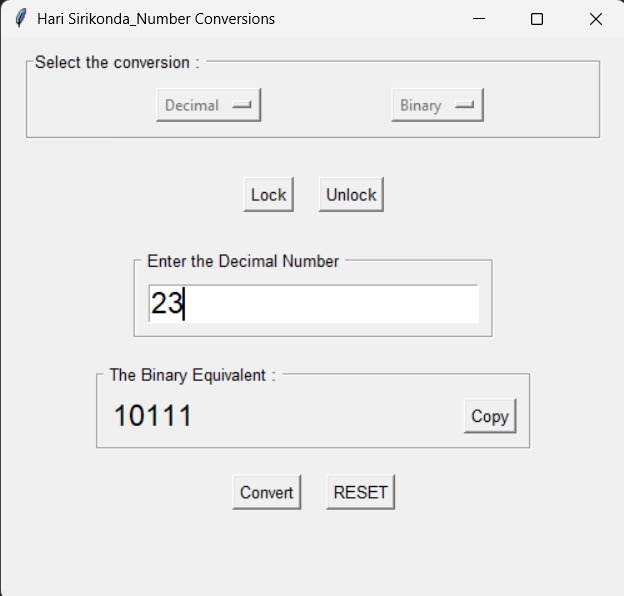 Hari Sirikonda_Number Conversions
Select the conversion :
Decimal Binary
Lock Unlock
Enter the Decimal Number
23
The Binary Equivalent :
10111 Copy
Convert RESET